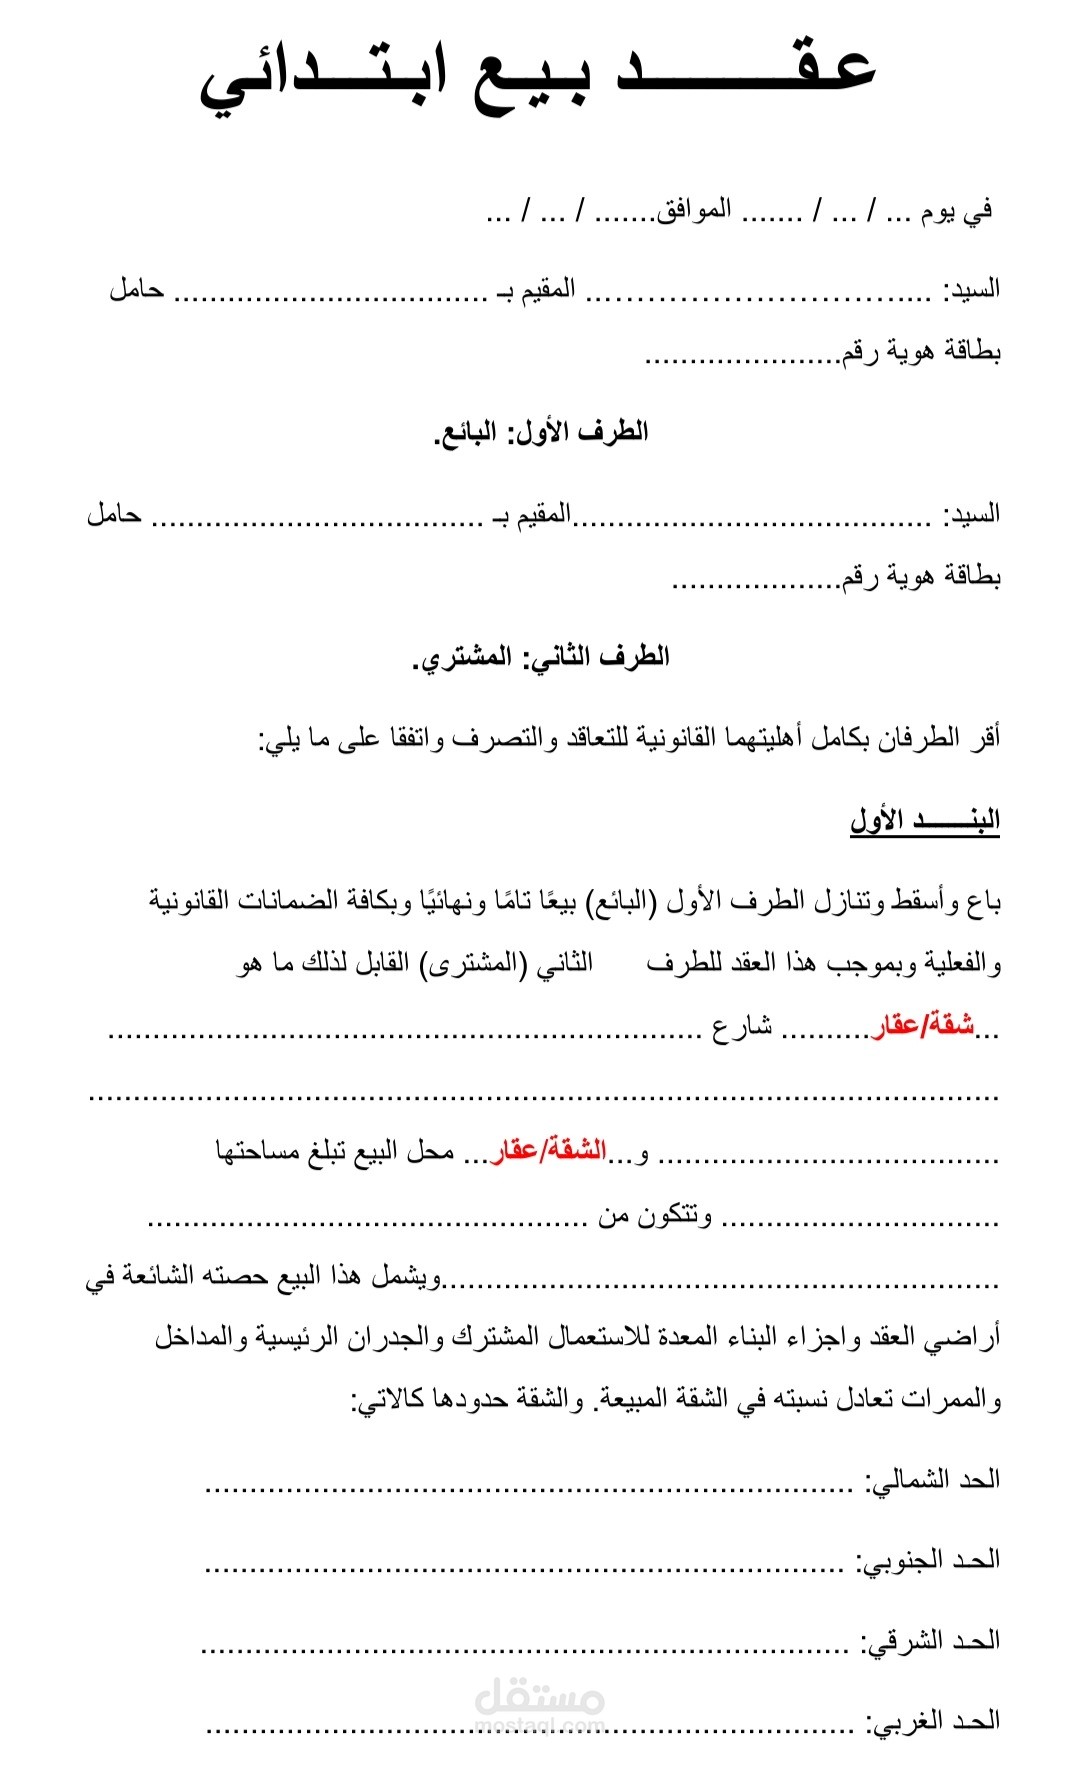 عقـــــــد بـيـع ابـتـــدائي
في يوم ... / ... / ....... الموافق....... / ... / ...
السيد: ...................................... المقيم بـ ................................... حامل
بطاقة هوية رقم......................
الطرف الأول: البائع.
السيد: ........................................المقيم بـ ..................................... حامل
بطاقة هوية رقم...................
الطرف الثاني: المشتري.
أقر الطرفان بكامل أهليتهما القانونية للتعاقد والتصرف واتفقا على ما يلي:
البنـــــــد الأول
باع وأسقط وتنازل الطرف الأول (البائع) بيعًا تامًا ونهائيًا وبكافة الضمانات القانونية
والفعلية وبموجب هذا العقد للطرف الثاني (المشترى) القابل لذلك ما هو
...شقة/عقار.......... شارع ..................................................................
.....................................................................................................
...................................... و...الشقة/عقار... محل البيع تبلغ مساحتها
............................... وتتكون من .................................................
..............................................................ويشمل هذا البيع حصته الشائعة في
أراضي العقد واجزاء البناء المعدة للاستعمال المشترك والجدران الرئيسية والمداخل
والممرات تعادل نسبته في الشقة المبيعة. والشقة حدودها كالاتي:
الحد الشمالي: ........................................................................
الحد الجنوبي: .......................................................................
الحد الشرقي: ........................................................................
الحد الغربي: ........................................................................
مستقل
mostaql.com